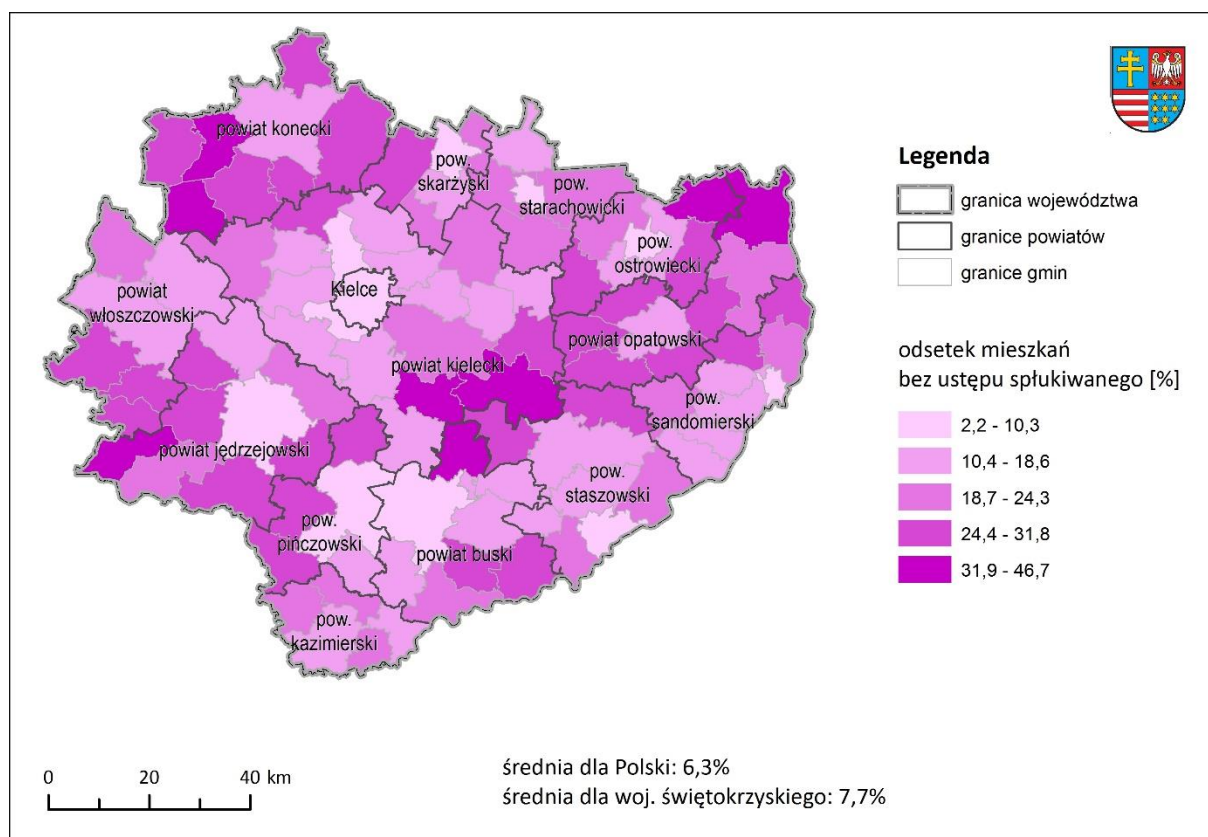 powiat konecki
pow.
skarżyski
pow.
starachowicki
pow.
ostrowiecki
Kielce
powiat
włoszczowski
powiat opatowski
powiat kielecki
pow.
sandomierski
powiat jędrzejowski
pow.
staszowski
pow.
pińczowski
powiat buski
pow.
kazimierski
Legenda
granica województwa
granice powiatów
granice gmin
odsetek mieszkań
bez ustępu spłukiwanego [%]
2,2 - 10,3
10,4 - 18,6
18,7 - 24,3
24,4 - 31,8
31,9 - 46,7
0 20 40 km
średnia dla Polski: 6,3%
średnia dla woj. świętokrzyskiego: 7,7%